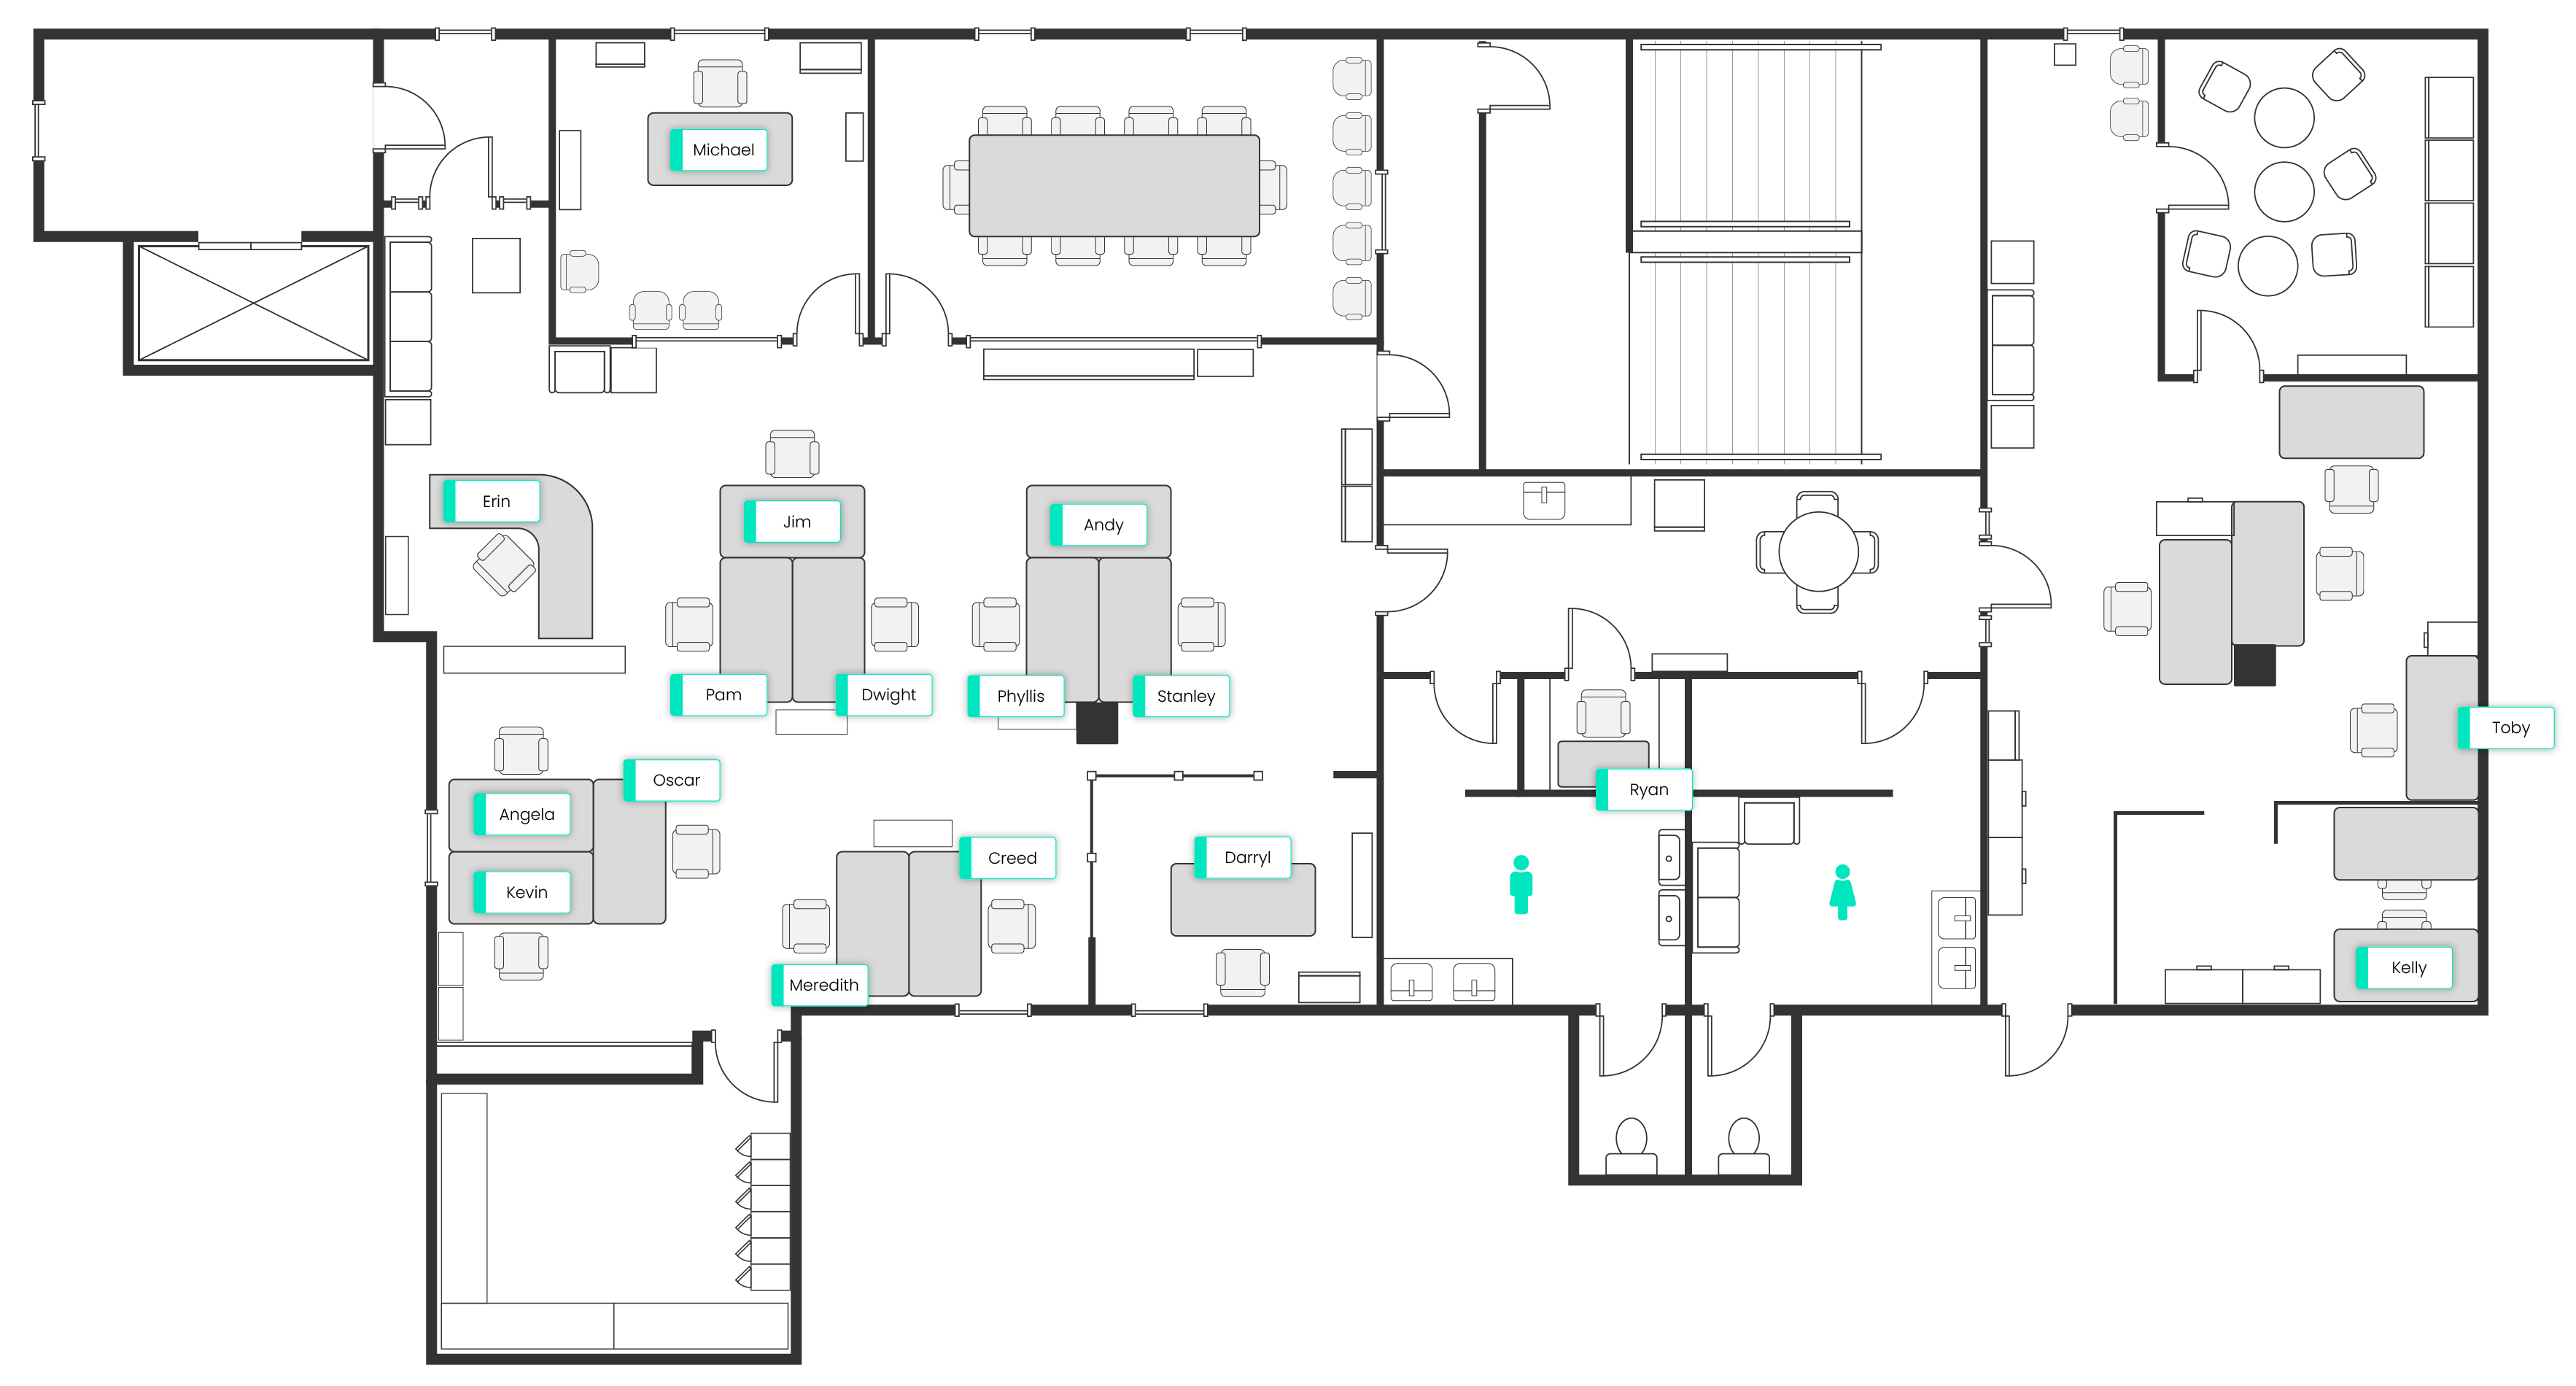 Michael
Erin
Jim
Andy
Pam
Dwight
Phyllis
Stanley
Toby
Oscar
Ryan
Angela
Creed
Darryl
Kevin
Kelly
Meredith